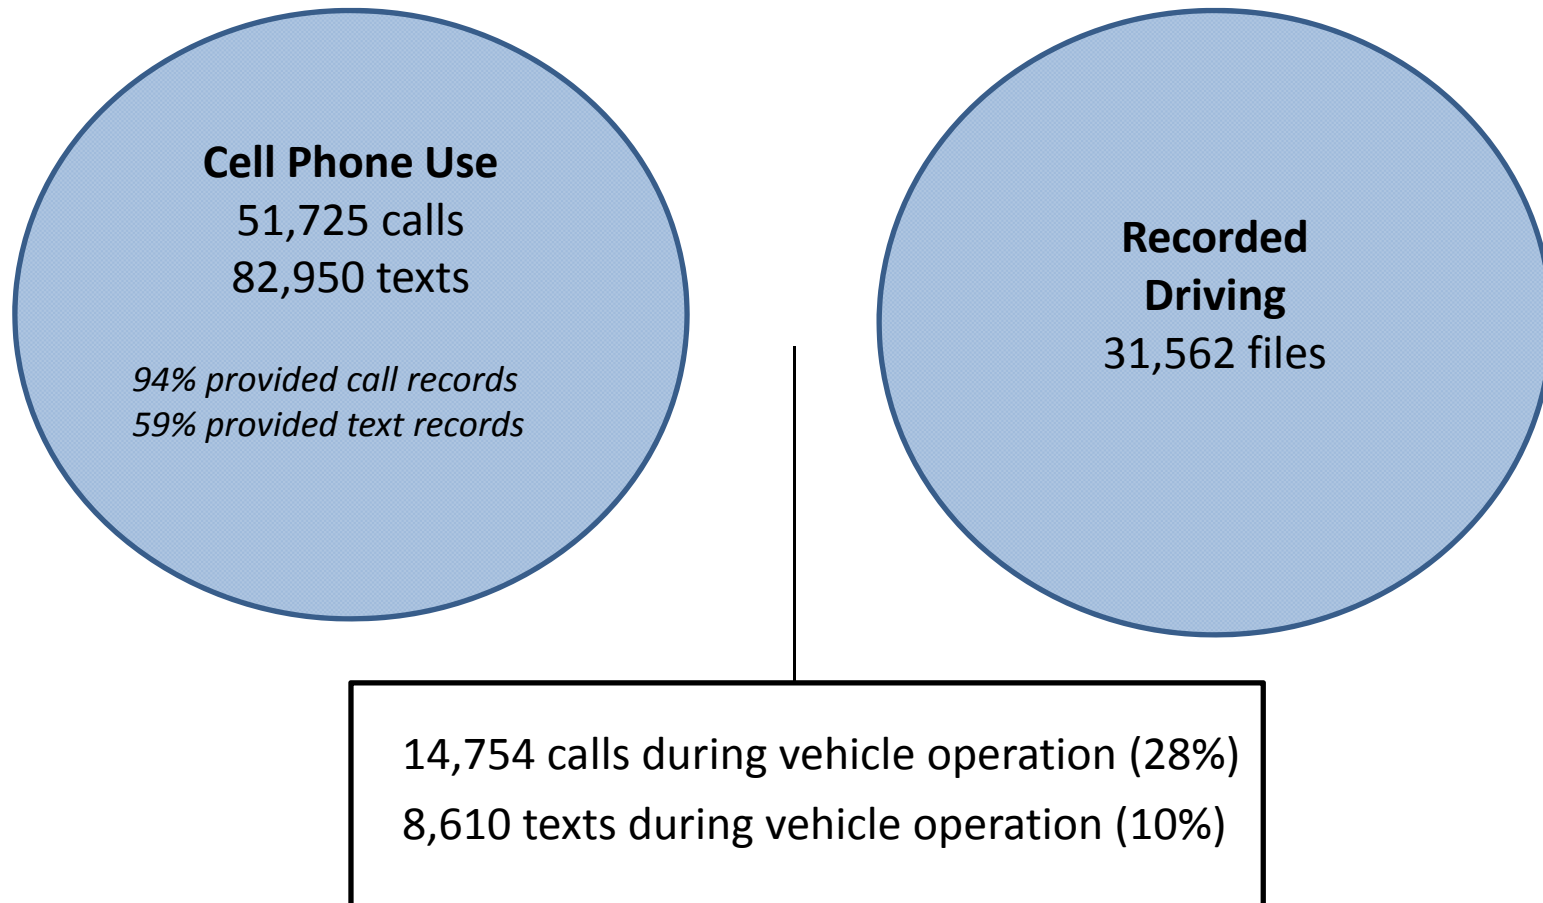 Cell Phone Use
51,725 calls
82,950 texts
94% provided call records
59% provided text records
Recorded
Driving
31,562 files
14,754 calls during vehicle operation (28%)
8,610 texts during vehicle operation (10%)